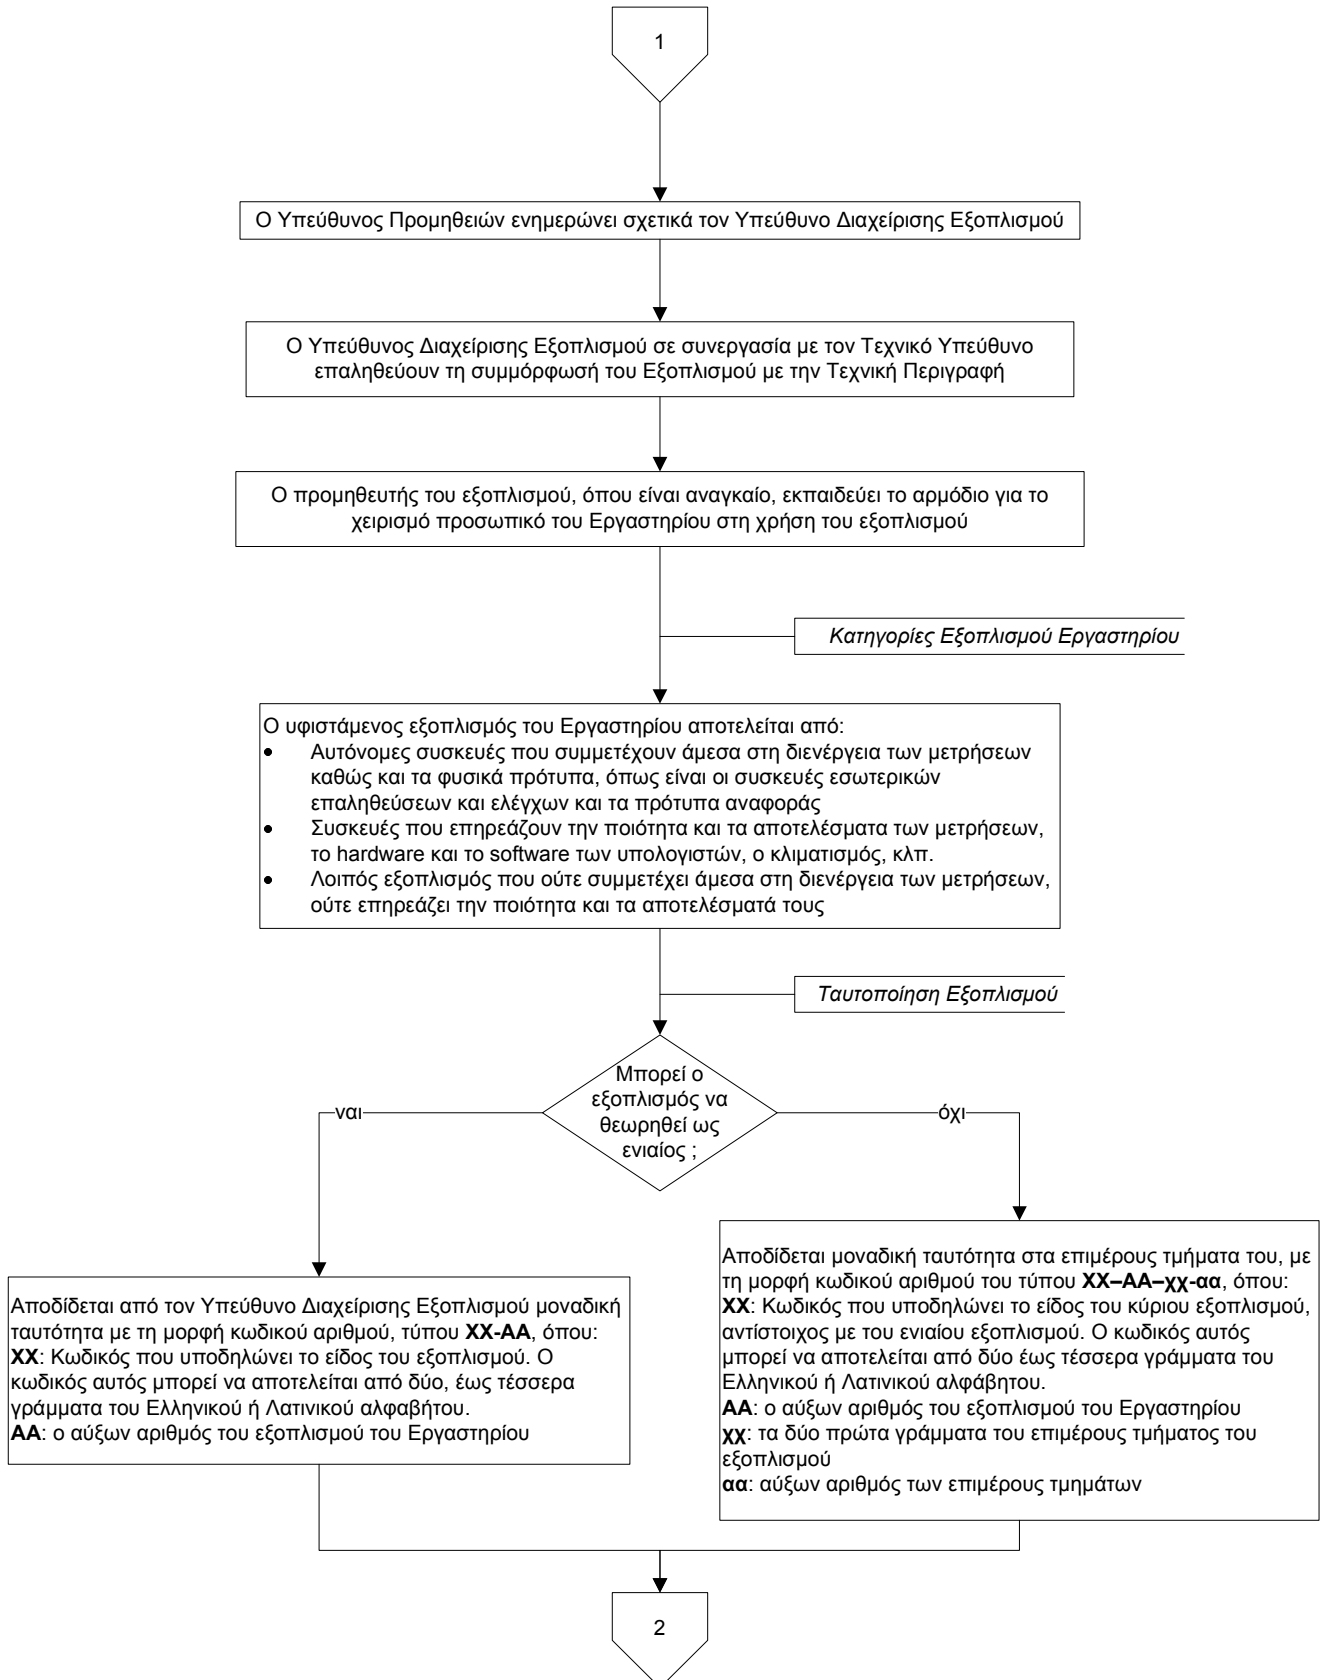 1
Ο Υπεύθυνος Προμηθειών ενημερώνει σχετικά τον Υπεύθυνο Διαχείρισης Εξοπλισμού
Ο Υπεύθυνος Διαχείρισης Εξοπλισμού σε συνεργασία με τον Τεχνικό Υπεύθυνο
επαληθεύουν τη συμμόρφωσή του Εξοπλισμού με την Τεχνική Περιγραφή
Ο προμηθευτής του εξοπλισμού, όπου είναι αναγκαίο, εκπαιδεύει το αρμόδιο για το
χειρισμό προσωπικό του Εργαστηρίου στη χρήση του εξοπλισμού
Κατηγορίες Εξοπλισμού Εργαστηρίου
Ο υφιστάμενος εξοπλισμός του Εργαστηρίου αποτελείται από:
• Αυτόνομες συσκευές που συμμετέχουν άμεσα στη διενέργεια των μετρήσεων
καθώς και τα φυσικά πρότυπα, όπως είναι οι συσκευές εσωτερικών
επαληθεύσεων και ελέγχων και τα πρότυπα αναφοράς
• Συσκευές που επηρεάζουν την ποιότητα και τα αποτελέσματα των μετρήσεων,
το hardware και το software των υπολογιστών, ο κλιματισμός, κλπ.
• Λοιπός εξοπλισμός που ούτε συμμετέχει άμεσα στη διενέργεια των μετρήσεων,
ούτε επηρεάζει την ποιότητα και τα αποτελέσματά τους
Ταυτοποίηση Εξοπλισμού
Μπορεί ο
εξοπλισμός να
θεωρηθεί ως
ενιαίος ;
ναι
όχι
Αποδίδεται από τον Υπεύθυνο Διαχείρισης Εξοπλισμού μοναδική
ταυτότητα με τη μορφή κωδικού αριθμού, τύπου ΧΧ-ΑΑ, όπου:
ΧΧ: Κωδικός που υποδηλώνει το είδος του εξοπλισμού. Ο
κωδικός αυτός μπορεί να αποτελείται από δύο, έως τέσσερα
γράμματα του Ελληνικού ή Λατινικού αλφαβήτου.
ΑΑ: ο αύξων αριθμός του εξοπλισμού του Εργαστηρίου
Αποδίδεται μοναδική ταυτότητα στα επιμέρους τμήματα του, με
τη μορφή κωδικού αριθμού του τύπου ΧΧ–ΑΑ–χχ-αα, όπου:
ΧΧ: Κωδικός που υποδηλώνει το είδος του κύριου εξοπλισμού,
αντίστοιχος με του ενιαίου εξοπλισμού. Ο κωδικός αυτός
μπορεί να αποτελείται από δύο έως τέσσερα γράμματα του
Ελληνικού ή Λατινικού αλφάβητου.
ΑΑ: ο αύξων αριθμός του εξοπλισμού του Εργαστηρίου
χχ: τα δύο πρώτα γράμματα του επιμέρους τμήματος του
εξοπλισμού
αα: αύξων αριθμός των επιμέρους τμημάτων
2